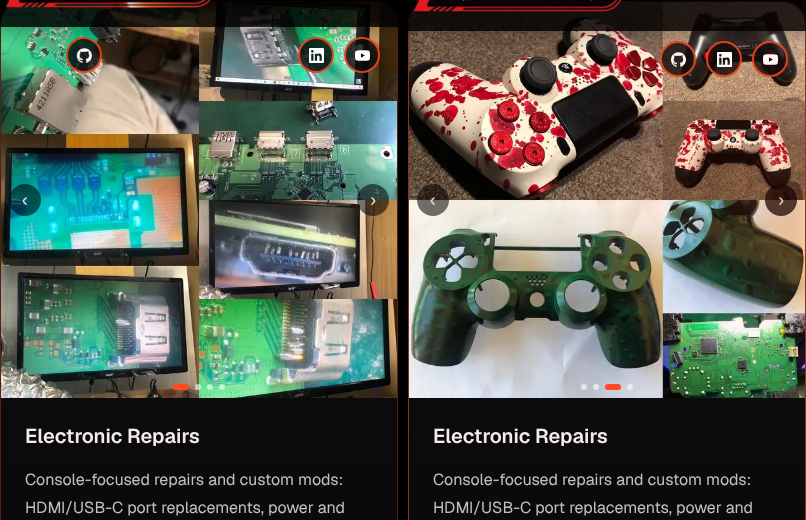 Electronic Repairs
Console-focused repairs and custom mods:
HDMI/USB-C port replacements, power and
Electronic Repairs
Console-focused repairs and custom mods:
HDMI/USB-C port replacements, power and